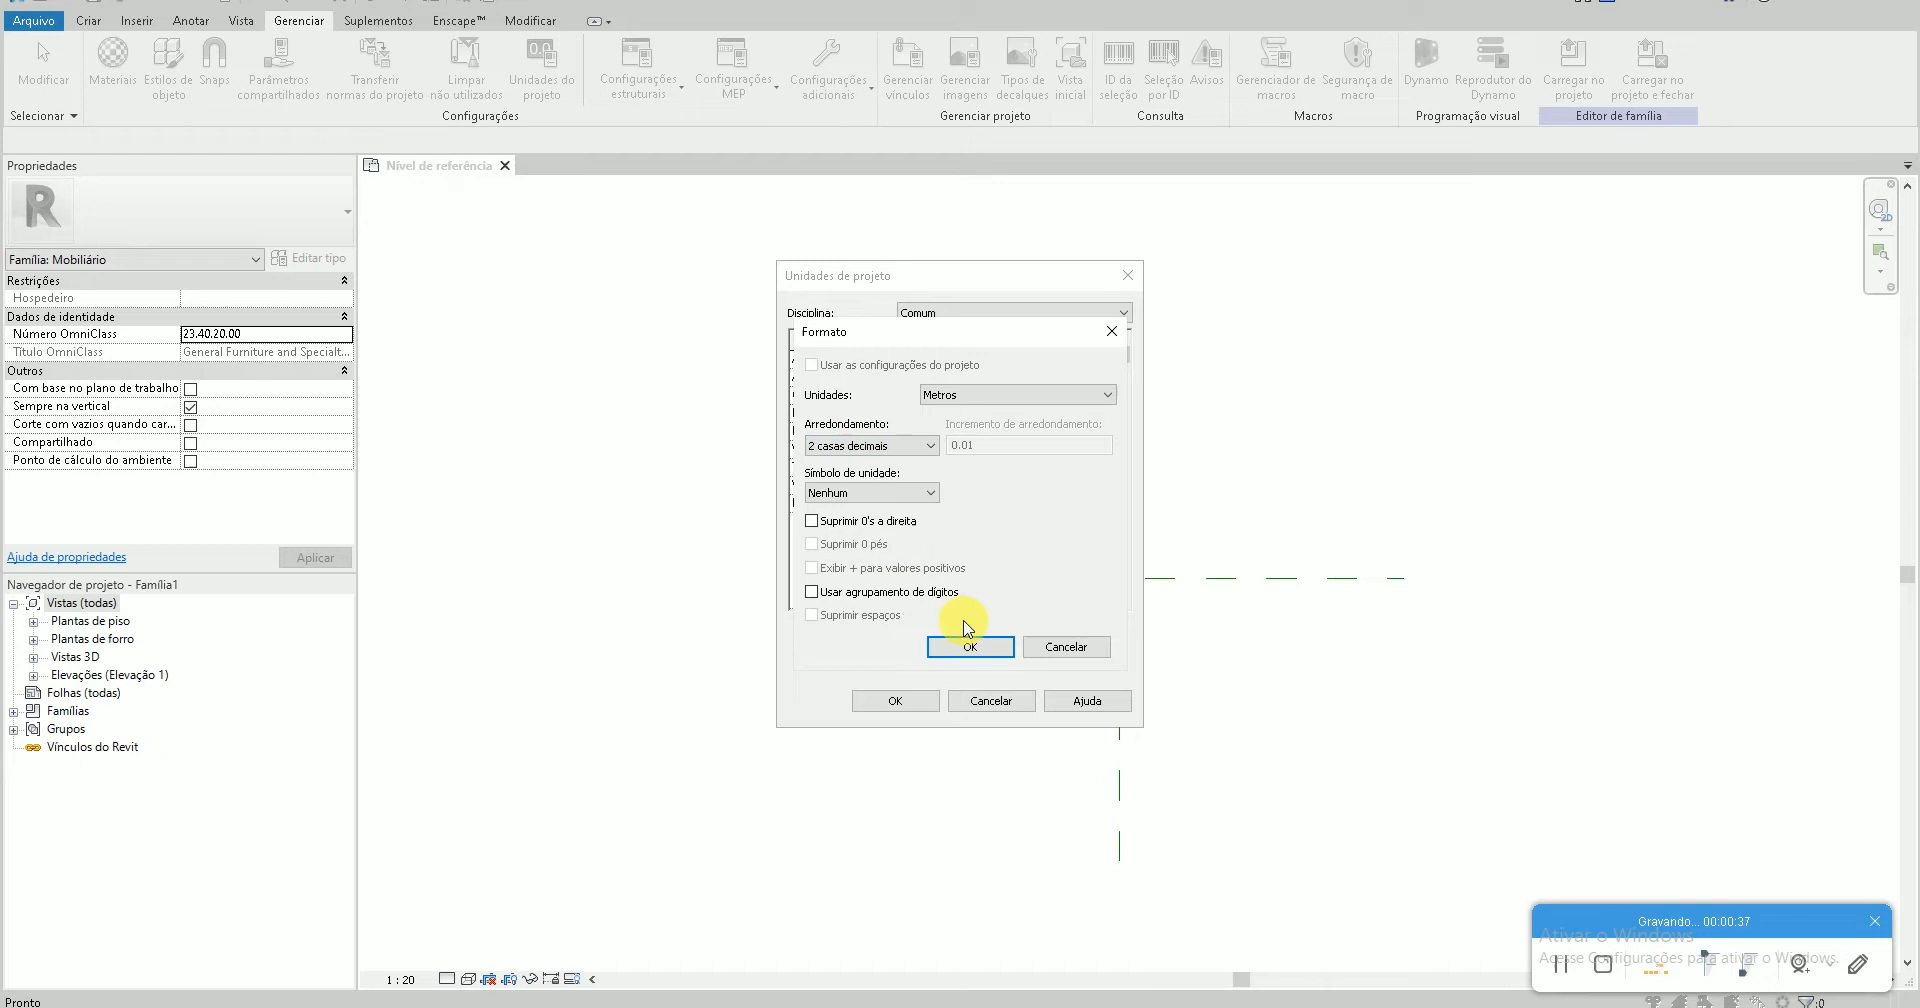 Arquivo Criar Inserir Anotar Vista Gerenciar Suplementos Enscape™ Modificar
Modificar Materiais Estilos de objeto Snaps Parâmetros compartilhados Transferir normas do projeto Limpar não utilizados Unidades do projeto Configurações estruturais Configurações MEP Configurações adicionais Gerenciar vínculos Gerenciar imagens Tipos de decalques Vista inicial ID da seleção Seleção por ID Avisos Gerenciador de macros Segurança de macro Dynamo Reprodutor do Dynamo Carregar no projeto Carregar no projeto e fechar
Selecionar Configurações Gerenciar projeto Consulta Macros Programação visual Editor de família
Propriedades
Nível de referência
Família: Mobiliário Editar tipo
Restrições
Hospedeiro
Dados de identidade
Número OmniClass 23.40.20.00
Título OmniClass General Furniture and Specialt...
Outros
Com base no plano de trabalho
Sempre na vertical
Corte com vazios quando car...
Compartilhado
Ponto de cálculo do ambiente
Ajuda de propriedades Aplicar
Navegador de projeto - Família1
Vistas (todas)
Plantas de piso
Plantas de forro
Vistas 3D
Elevações (Elevação 1)
Folhas (todas)
Famílias
Grupos
Vínculos do Revit
Unidades de projeto
Disciplina: Comum
Formato
Usar as configurações do projeto
Unidades: Metros
Arredondamento: Incremento de arredondamento:
2 casas decimais 0.01
Símbolo de unidade:
Nenhum
Suprimir 0's a direita
Suprimir 0 pés
Exibir + para valores positivos
Usar agrupamento de dígitos
Suprimir espaços
OK Cancelar
OK Cancelar Ajuda
2D
1 : 20
Gravando... 00:00:37
Ativar o Windows
Acesse Configurações para ativar o Windows.
Pronto :0